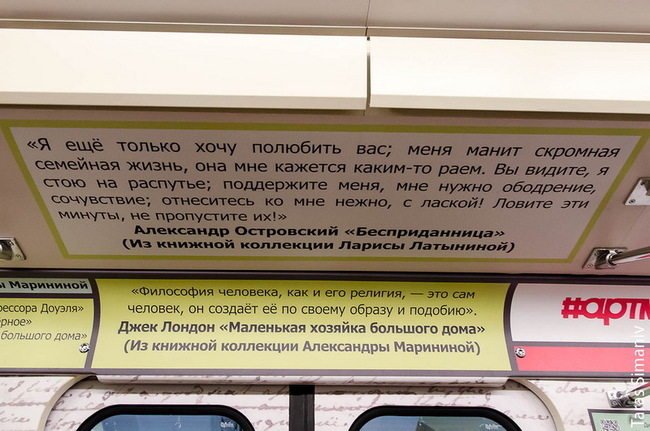 «Я ещё только хочу полюбить вас; меня манит скромная
семейная жизнь, она мне кажется каким-то раем. Вы видите, я
стою на распутье; поддержите меня, мне нужно ободрение,
сочувствие; отнеситесь ко мне нежно, с лаской! Ловите эти
минуты, не пропустите их!»
Александр Островский «Бесприданница»
(Из книжной коллекции Ларисы Латыниной)
ы Марининой
рессора Доуэля»
рное»
большого дома»
«Философия человека, как и его религия, — это сам
человек, он создаёт её по своему образу и подобию».
Джек Лондон «Маленькая хозяйка большого дома»
(Из книжной коллекции Александры Марининой)
#артм
Taras Simariv